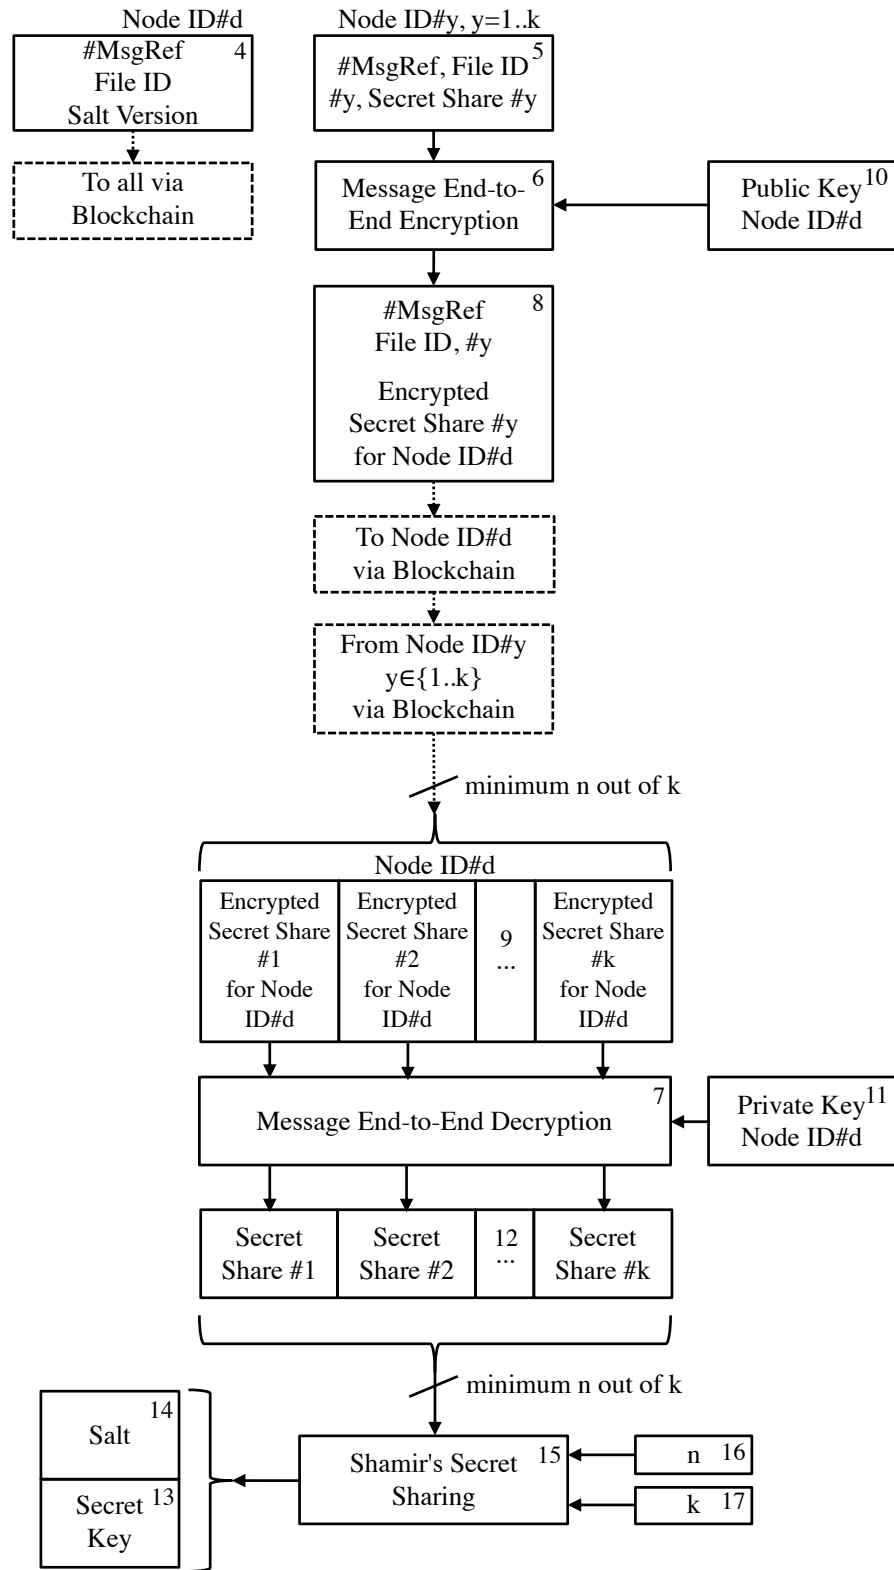 Node ID#d
4
#MsgRef
File ID
Salt Version
To all via
Blockchain
Node ID#y, y=1..k
5
#MsgRef, File ID
#y, Secret Share #y
6
Message End-to-
End Encryption
10
Public Key
Node ID#d
8
#MsgRef
File ID, #y
Encrypted
Secret Share #y
for Node ID#d
To Node ID#d
via Blockchain
From Node ID#y
y∈{1..k}
via Blockchain
minimum n out of k
Node ID#d
Encrypted
Secret Share
#1
for Node
ID#d
Encrypted
Secret Share
#2
for Node
ID#d
9
...
Encrypted
Secret Share
#k
for Node
ID#d
7
Message End-to-End Decryption
11
Private Key
Node ID#d
Secret
Share #1
Secret
Share #2
12
...
Secret
Share #k
minimum n out of k
14
Salt
13
Secret
Key
15
Shamir's Secret
Sharing
n 16
k 17